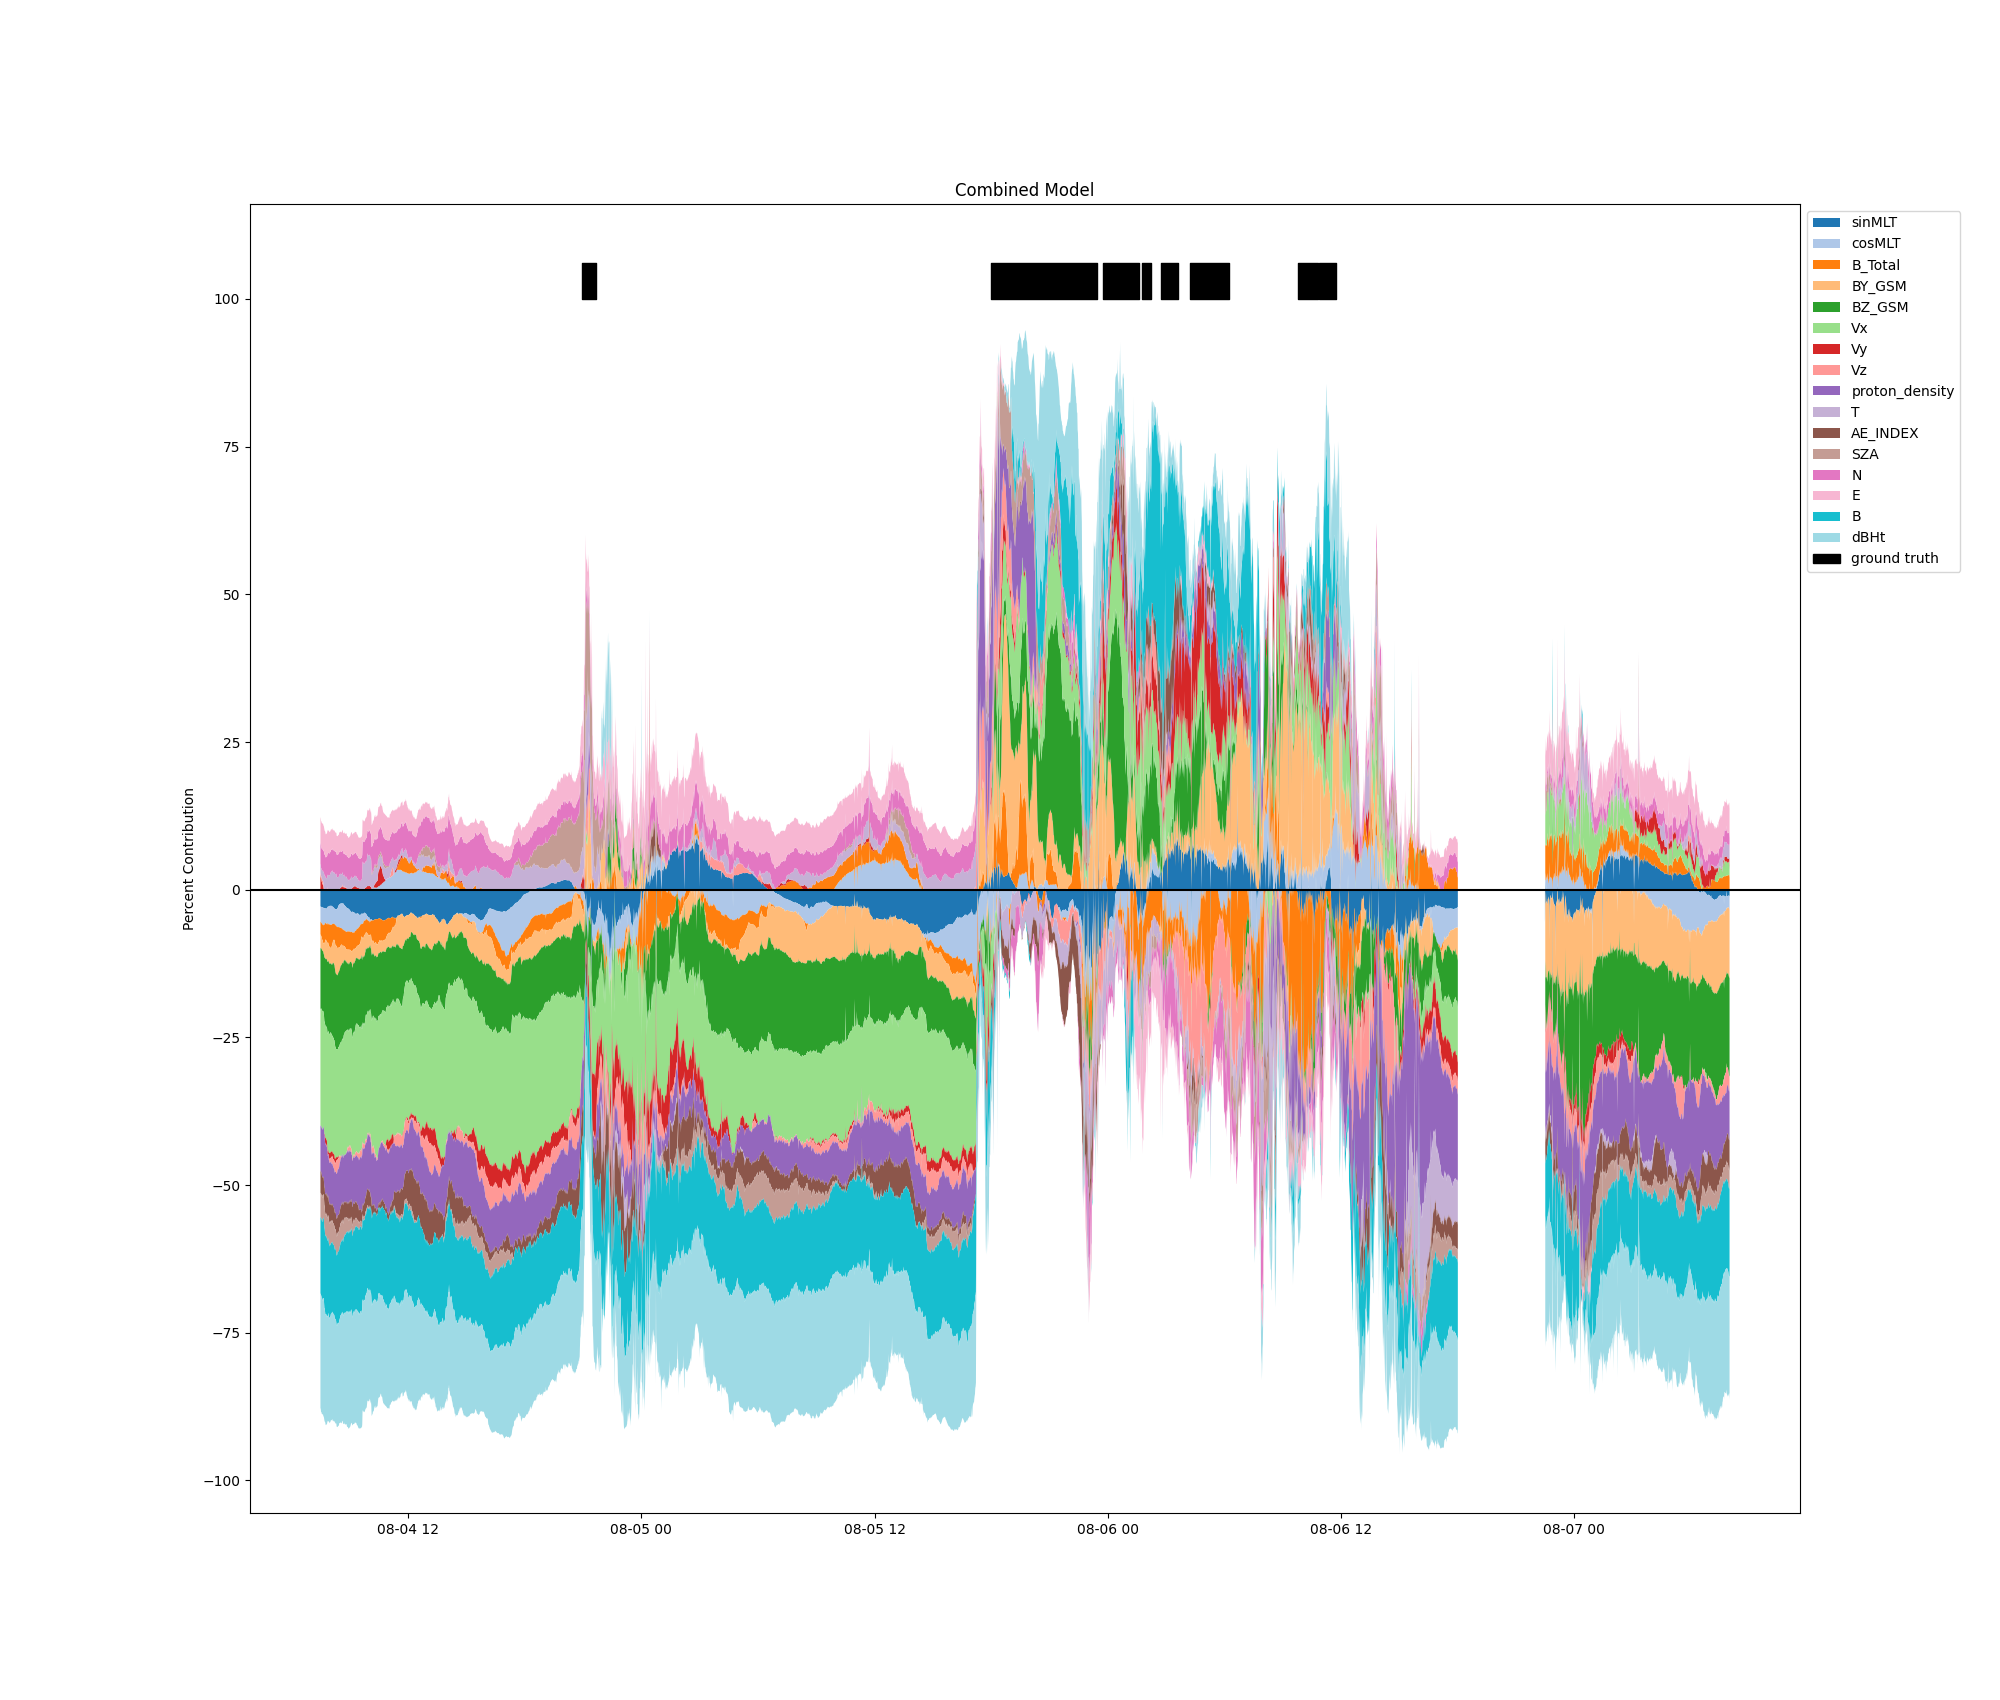 Combined Model
Percent Contribution
100
75
50
25
0
−25
−50
−75
−100
08-04 12
08-05 00
08-05 12
08-06 00
08-06 12
08-07 00
sinMLT
cosMLT
B_Total
BY_GSM
BZ_GSM
Vx
Vy
Vz
proton_density
T
AE_INDEX
SZA
N
E
B
dBHt
ground truth